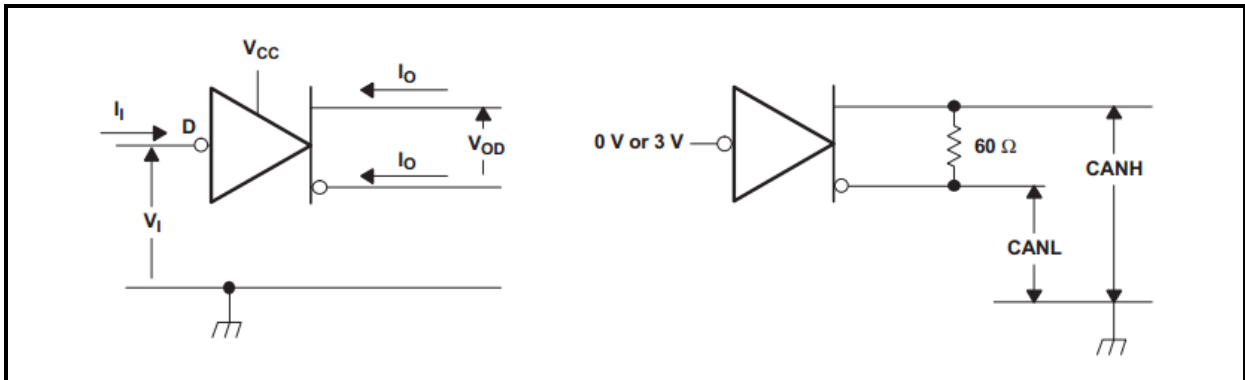 VCC
IO
II
D
VOD
IO
VI
0 V or 3 V
60 Ω
CANH
CANL